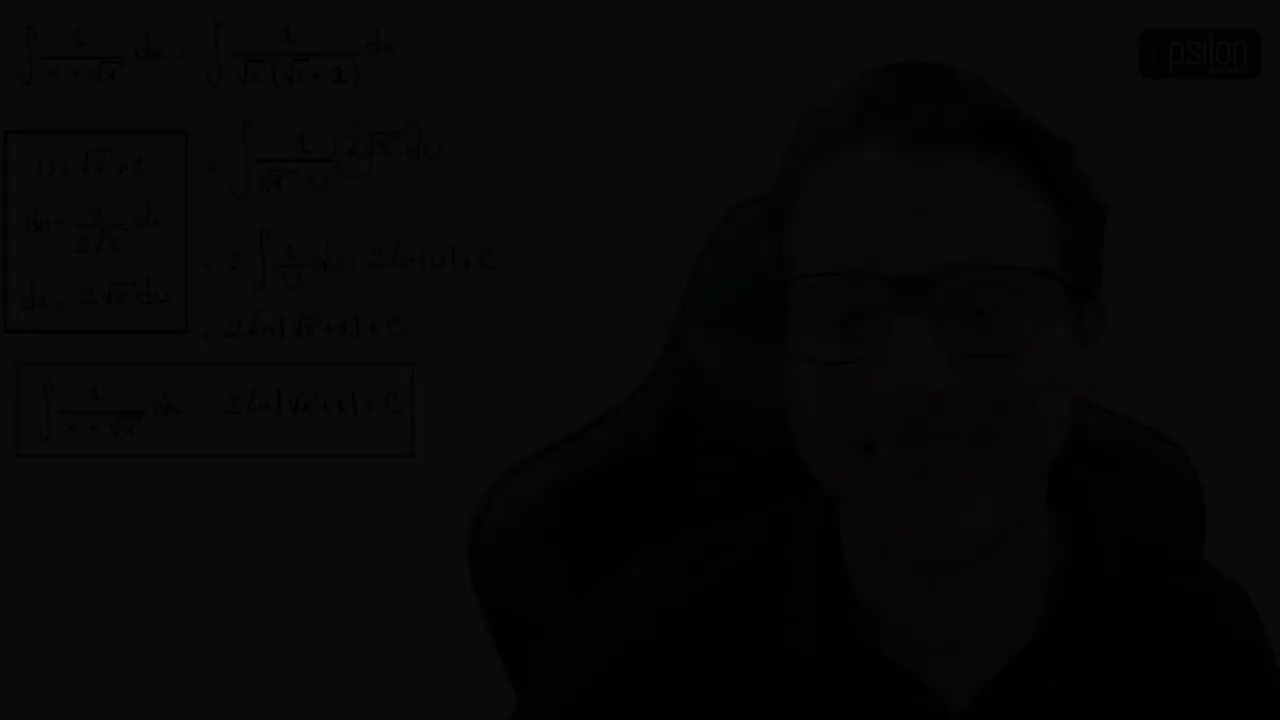 ∫ 1/(x+√x) dx = ∫ 1/(√x(√x+1)) dx
u = √x+1
du = 1/(2√x) dx
dx = 2√x du
= ∫ 1/(√x u) (2√x) du
= 2 ∫ 1/u du = 2 Ln|u|+C
= 2 Ln|√x+1|+C
∫ 1/(x+√x) dx = 2 Ln|√x+1|+C
psilon